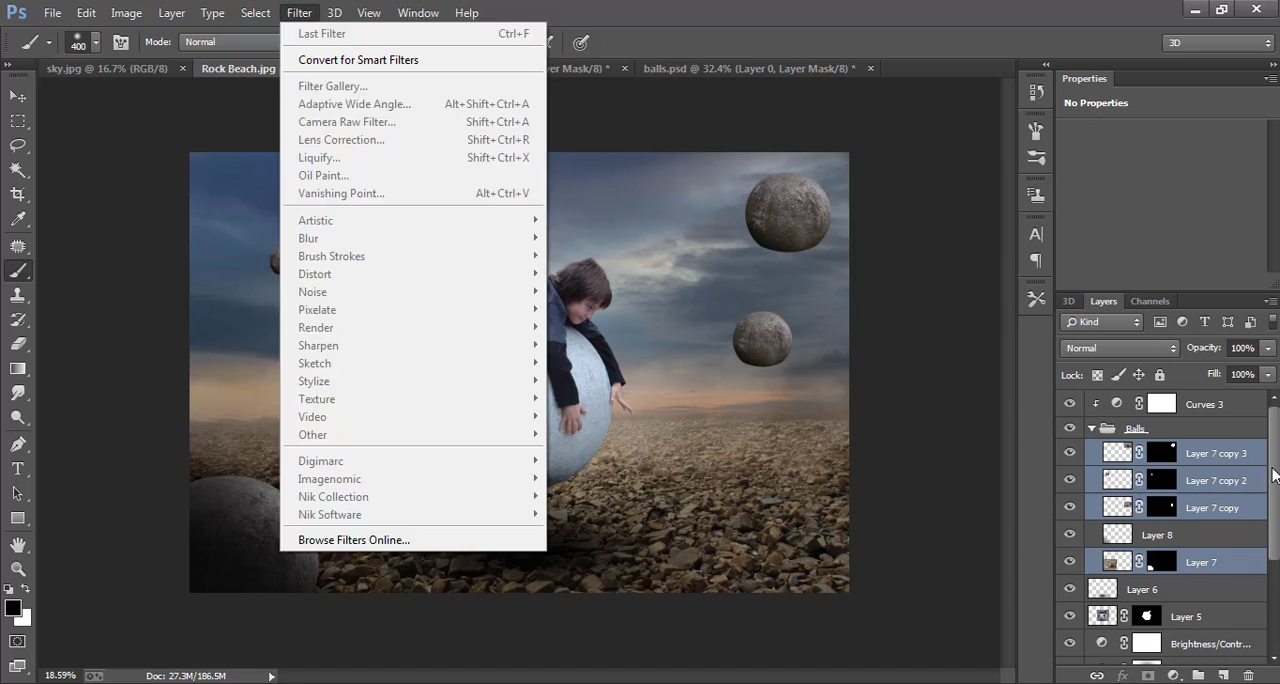 Ps File Edit Image Layer Type Select Filter 3D View Window Help
400 Mode: Normal 3D
sky.jpg @ 16.7% (RGB/8) × Rock Beach.jpg yer Mask/8) * × balls.psd @ 32.4% (Layer 0, Layer Mask/8) * ×
Last Filter Ctrl+F
Convert for Smart Filters
Filter Gallery...
Adaptive Wide Angle... Alt+Shift+Ctrl+A
Camera Raw Filter... Shift+Ctrl+A
Lens Correction... Shift+Ctrl+R
Liquify... Shift+Ctrl+X
Oil Paint...
Vanishing Point... Alt+Ctrl+V
Artistic
Blur
Brush Strokes
Distort
Noise
Pixelate
Render
Sharpen
Sketch
Stylize
Texture
Video
Other
Digimarc
Imagenomic
Nik Collection
Nik Software
Browse Filters Online...
Properties
No Properties
3D Layers Channels
Kind
Normal Opacity: 100%
Lock: Fill: 100%
Curves 3
Balls
Layer 7 copy 3
Layer 7 copy 2
Layer 7 copy
Layer 8
Layer 7
Layer 6
Layer 5
Brightness/Contr...
18.59% Doc: 27.3M/186.5M